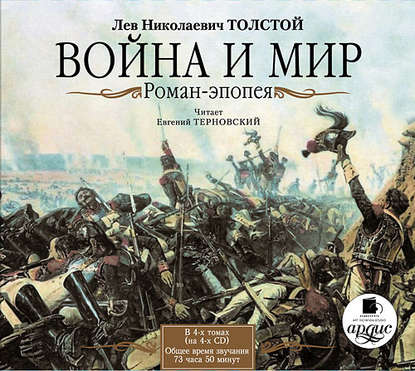 Лев Николаевич ТОЛСТОЙ
ВОЙНА И МИР
Роман-эпопея
Читает
Евгений ТЕРНОВСКИЙ
В 4-х томах
(на 4-х CD)
Общее время звучания
73 часа 50 минут
ардис